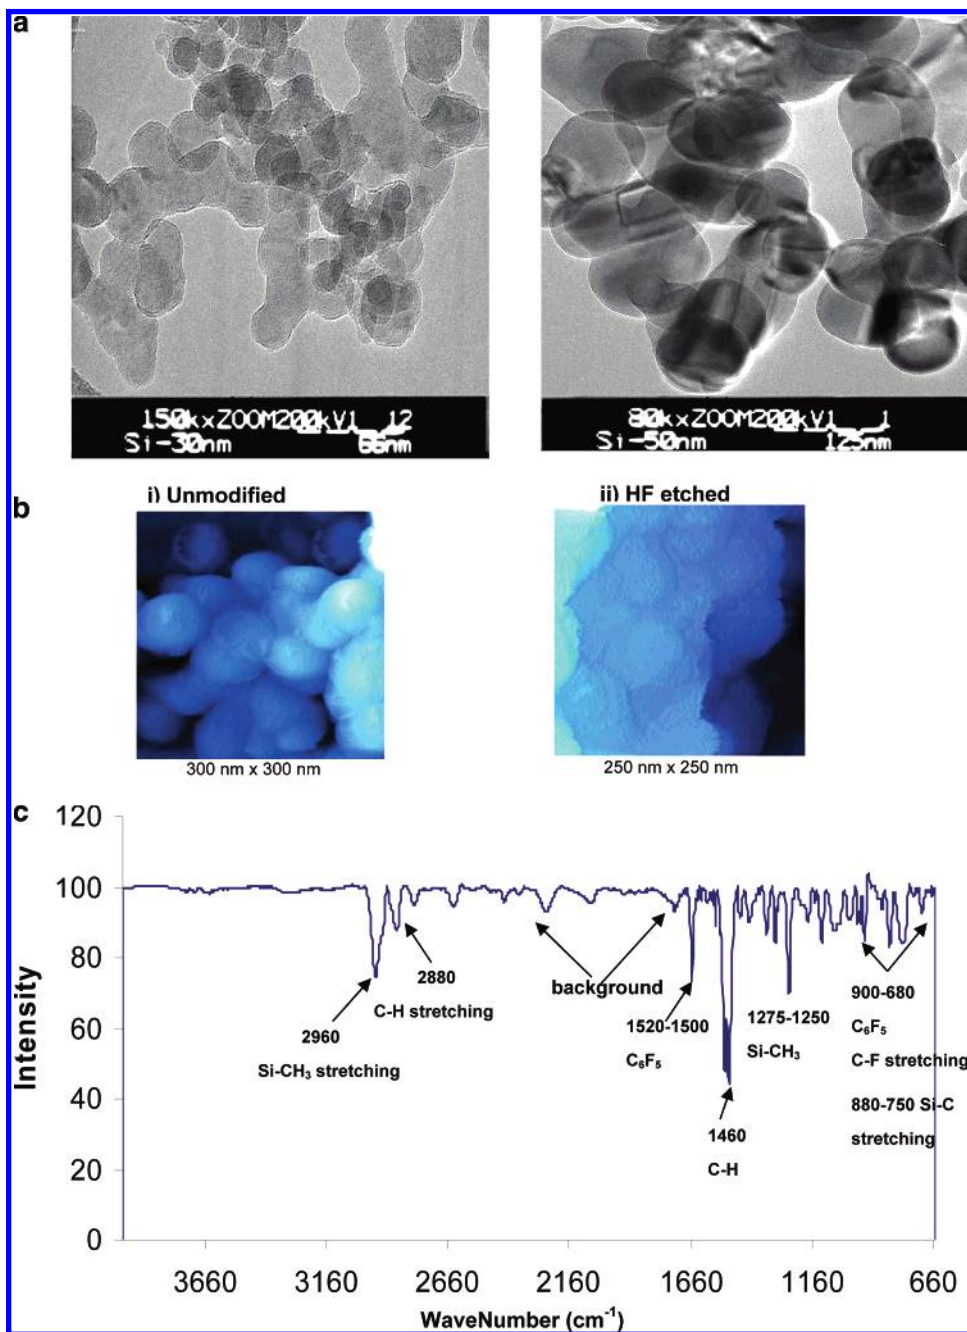 a
150k×ZOOM200kV1 12
Si-30nm 66nm
80k×ZOOM200kV1 1
Si-50nm 125nm
b
i) Unmodified
ii) HF etched
300 nm x 300 nm
250 nm x 250 nm
c
120
100
80
60
40
20
0
Intensity
2960
Si-CH₃ stretching
2880
C-H stretching
background
1520-1500
C₆F₅
1460
C-H
1275-1250
Si-CH₃
900-680
C₆F₅
C-F stretching
880-750 Si-C
stretching
3660 3160 2660 2160 1660 1160 660
WaveNumber (cm⁻¹)